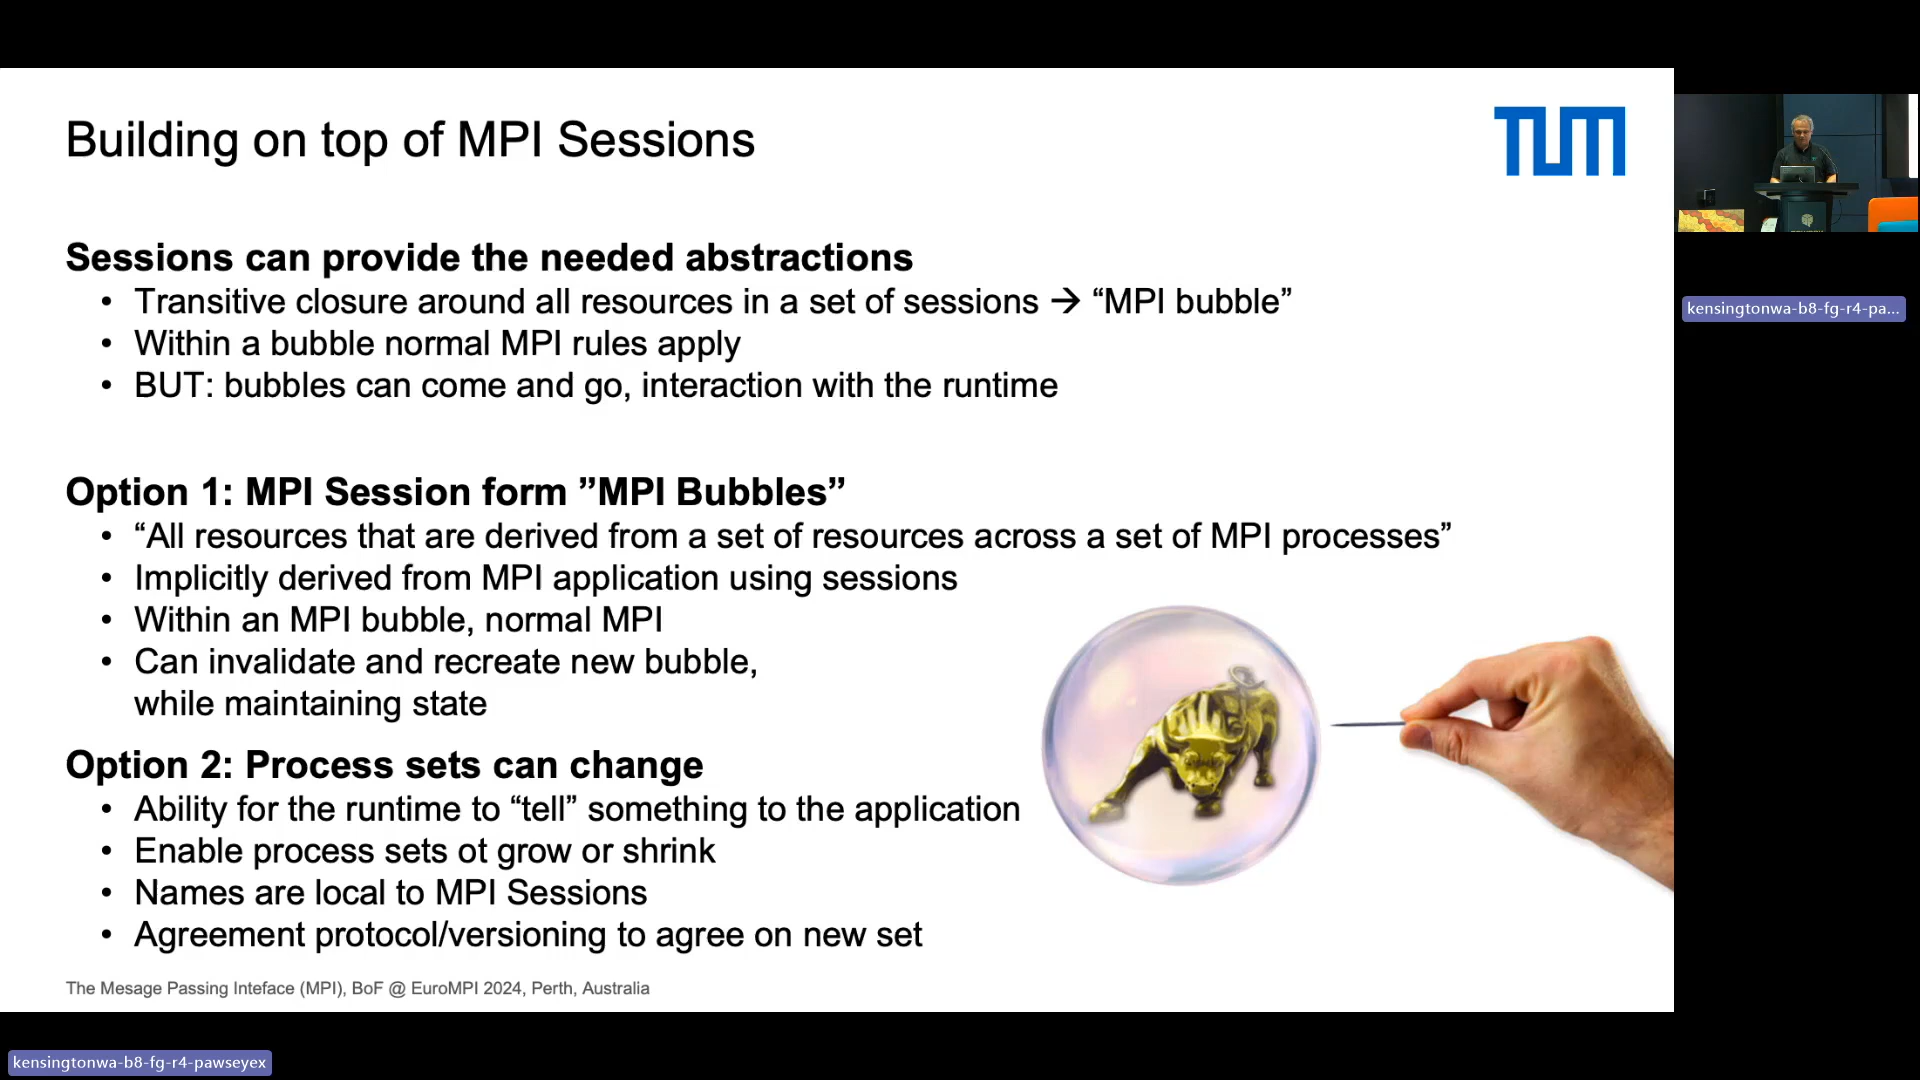 Building on top of MPI Sessions
TUM
Sessions can provide the needed abstractions
• Transitive closure around all resources in a set of sessions → “MPI bubble”
• Within a bubble normal MPI rules apply
• BUT: bubbles can come and go, interaction with the runtime
kensingtonwa-b8-fg-r4-pa...
Option 1: MPI Session form ”MPI Bubbles”
• “All resources that are derived from a set of resources across a set of MPI processes”
• Implicitly derived from MPI application using sessions
• Within an MPI bubble, normal MPI
• Can invalidate and recreate new bubble,
while maintaining state
Option 2: Process sets can change
• Ability for the runtime to “tell” something to the application
• Enable process sets ot grow or shrink
• Names are local to MPI Sessions
• Agreement protocol/versioning to agree on new set
The Mesage Passing Inteface (MPI), BoF @ EuroMPI 2024, Perth, Australia
kensingtonwa-b8-fg-r4-pawseyex